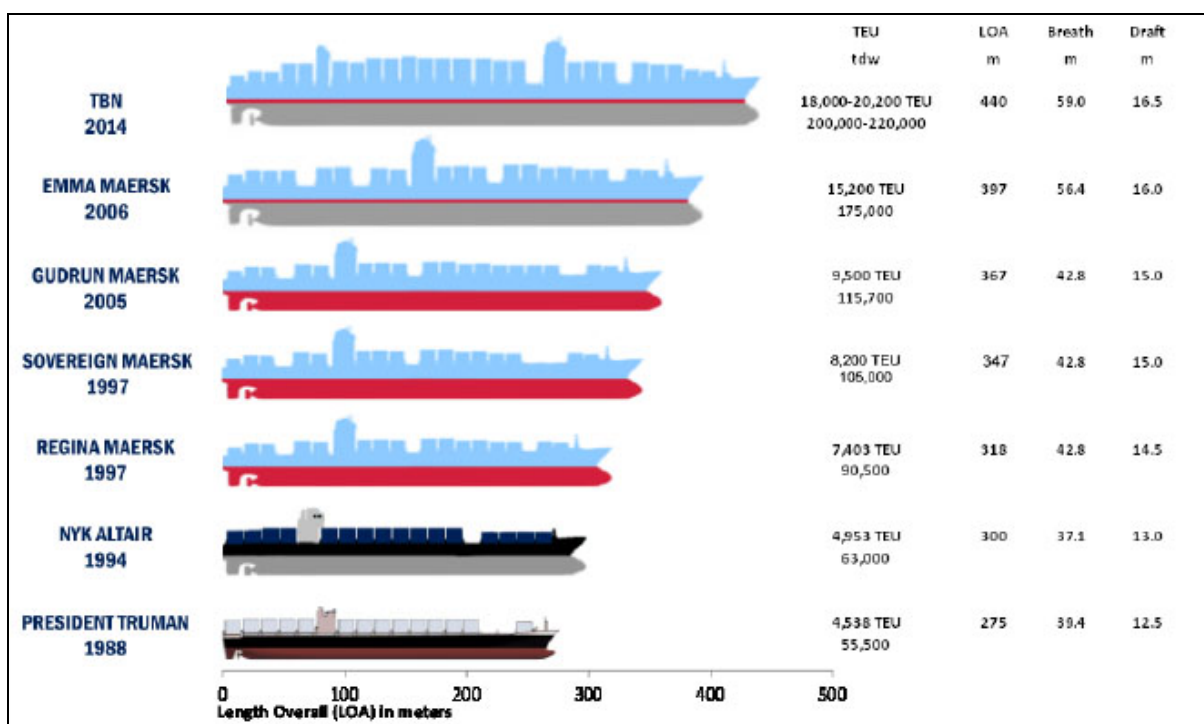 TEU LOA Breath Draft
tdw m m m
TBN 18,000-20,200 TEU 440 59.0 16.5
2014 200,000-220,000
EMMA MAERSK 15,200 TEU 397 56.4 16.0
2006 175,000
GUDRUN MAERSK 9,500 TEU 367 42.8 15.0
2005 115,700
SOVEREIGN MAERSK 8,200 TEU 347 42.8 15.0
1997 105,000
REGINA MAERSK 7,403 TEU 318 42.8 14.5
1997 90,500
NYK ALTAIR 4,953 TEU 300 37.1 13.0
1994 63,000
PRESIDENT TRUMAN 4,538 TEU 275 39.4 12.5
1988 55,500
0 100 200 300 400 500
Length Overall (LOA) in meters